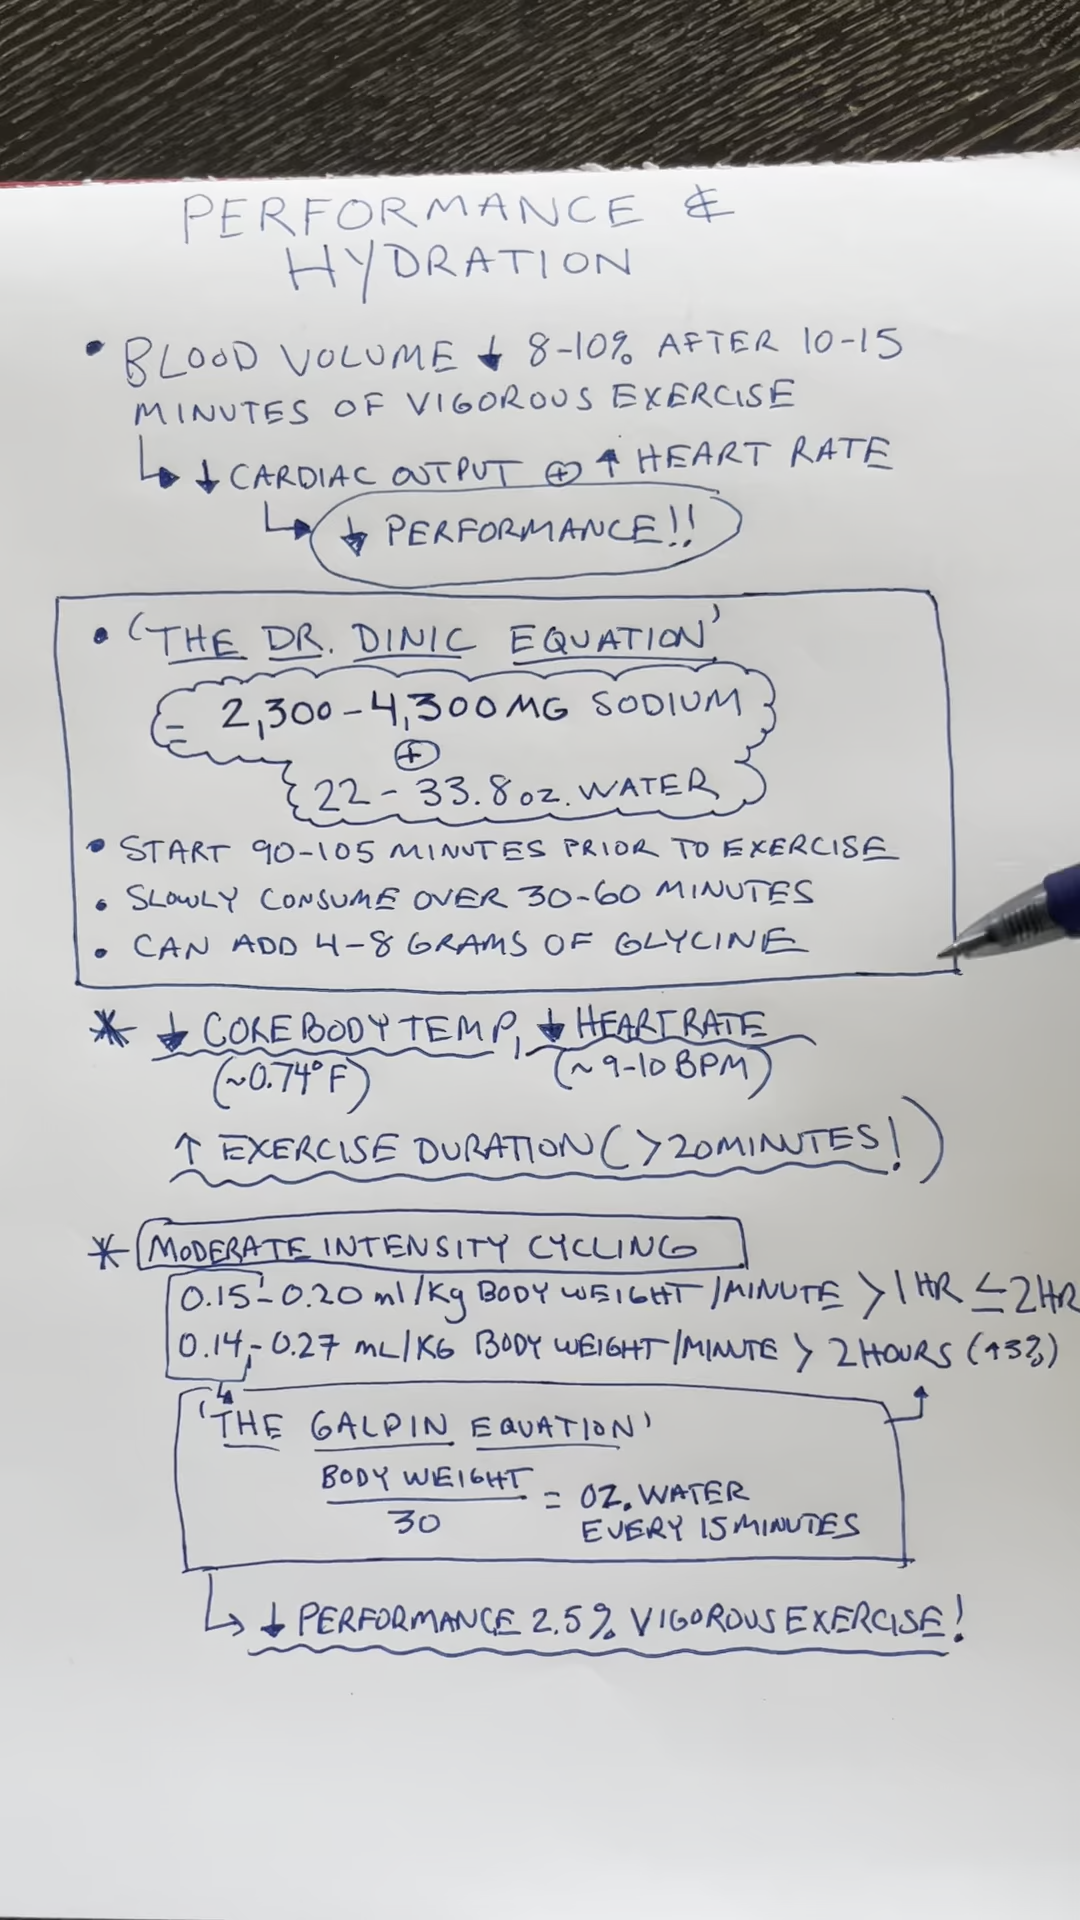 PERFORMANCE &
HYDRATION
• BLOOD VOLUME ↓ 8-10% AFTER 10-15
MINUTES OF VIGOROUS EXERCISE
↳ ↓ CARDIAC OUTPUT ⊕ ↑ HEART RATE
↳ ↓ PERFORMANCE!!
• 'THE DR. DINIC EQUATION'
= 2,300-4,300MG SODIUM
⊕
22-33.8oz. WATER
• START 90-105 MINUTES PRIOR TO EXERCISE
• SLOWLY CONSUME OVER 30-60 MINUTES
• CAN ADD 4-8 GRAMS OF GLYCINE
* ↓ CORE BODY TEMP, ↓ HEART RATE
(~0.74°F) (~9-10 BPM)
↑ EXERCISE DURATION (>20 MINUTES!)
* MODERATE INTENSITY CYCLING
0.15-0.20 ml/Kg BODY WEIGHT/MINUTE > 1 HR ≤ 2 HR
0.14-0.27 mL/KG BODY WEIGHT/MINUTE > 2 HOURS (↑3%)
'THE GALPIN EQUATION'
BODY WEIGHT
30
= OZ. WATER
EVERY 15 MINUTES
↳ ↓ PERFORMANCE 2.5% VIGOROUS EXERCISE!